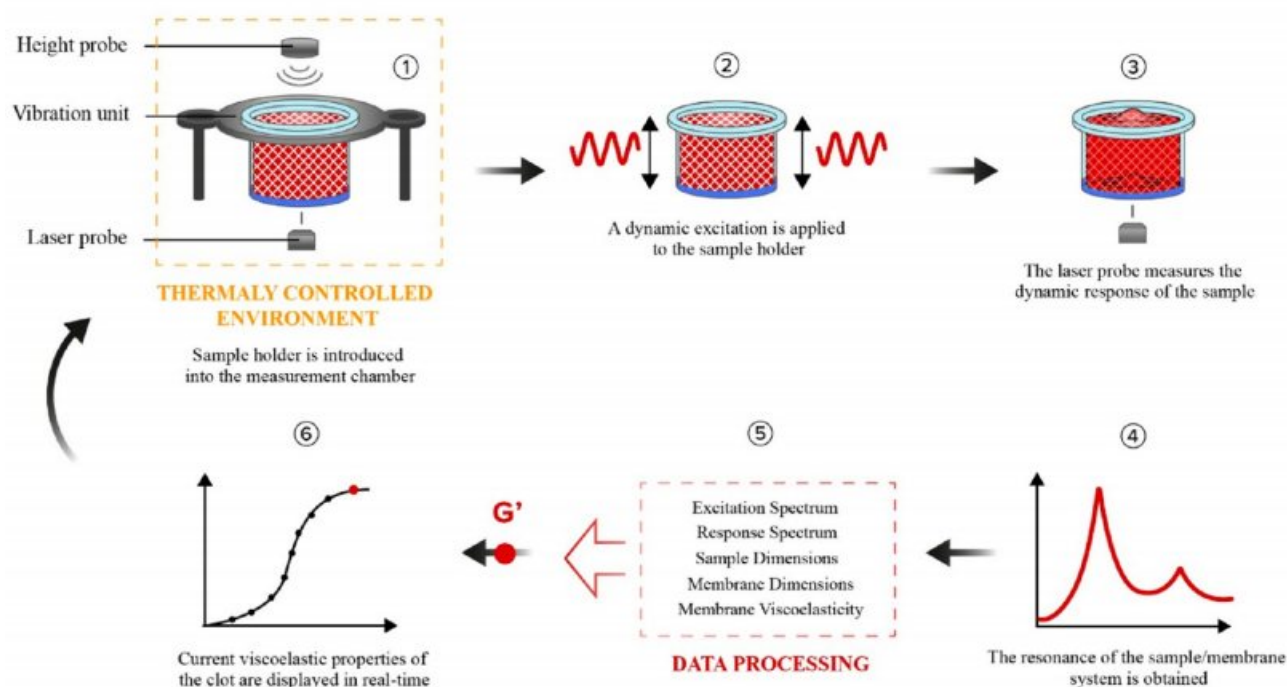 Height probe
①
Vibration unit
Laser probe
THERMALY CONTROLLED
ENVIRONMENT
Sample holder is introduced
into the measurement chamber
②
A dynamic excitation is applied
to the sample holder
③
The laser probe measures the
dynamic response of the sample
④
The resonance of the sample/membrane
system is obtained
⑤
Excitation Spectrum
Response Spectrum
Sample Dimensions
Membrane Dimensions
Membrane Viscoelasticity
DATA PROCESSING
G’
⑥
Current viscoelastic properties of
the clot are displayed in real-time